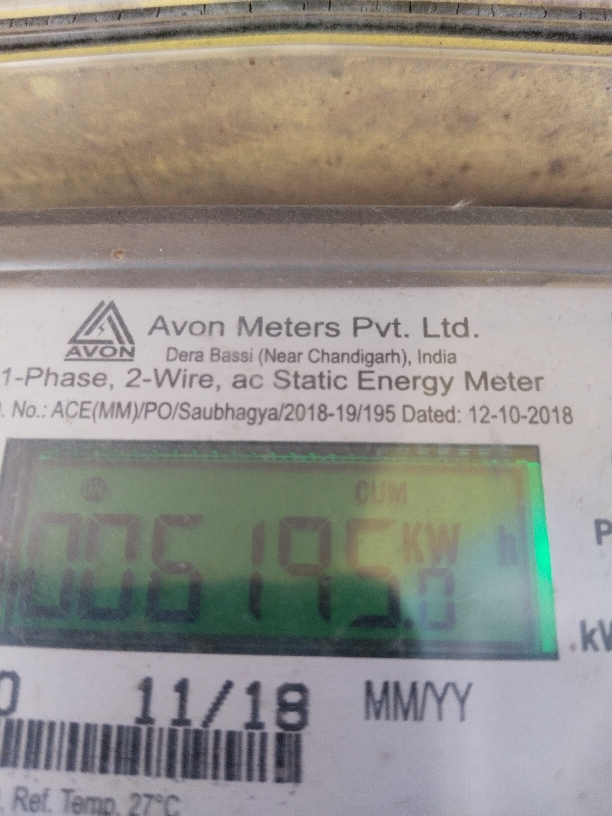 AVON
Avon Meters Pvt. Ltd.
Dera Bassi (Near Chandigarh), India
1-Phase, 2-Wire, ac Static Energy Meter
. No.: ACE(MM)/PO/Saubhagya/2018-19/195 Dated: 12-10-2018
CUM
006195.0 KW h
P
.kW
0 11/18 MM/YY
, Ref. Temp. 27°C